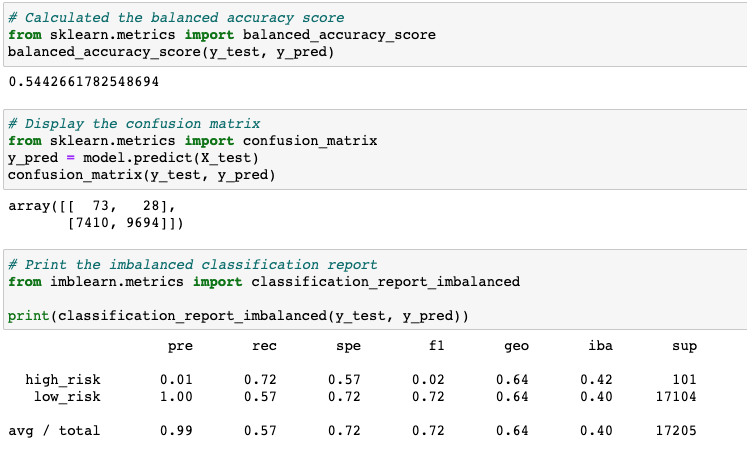 # Calculated the balanced accuracy score
from sklearn.metrics import balanced_accuracy_score
balanced_accuracy_score(y_test, y_pred)
0.5442661782548694
# Display the confusion matrix
from sklearn.metrics import confusion_matrix
y_pred = model.predict(X_test)
confusion_matrix(y_test, y_pred)
array([[  73,   28],
       [7410, 9694]])
# Print the imbalanced classification report
from imblearn.metrics import classification_report_imbalanced
print(classification_report_imbalanced(y_test, y_pred))
                   pre       rec       spe        f1       geo       iba       sup
  high_risk       0.01      0.72      0.57      0.02      0.64      0.42       101
   low_risk       1.00      0.57      0.72      0.72      0.64      0.40     17104
avg / total       0.99      0.57      0.72      0.72      0.64      0.40     17205